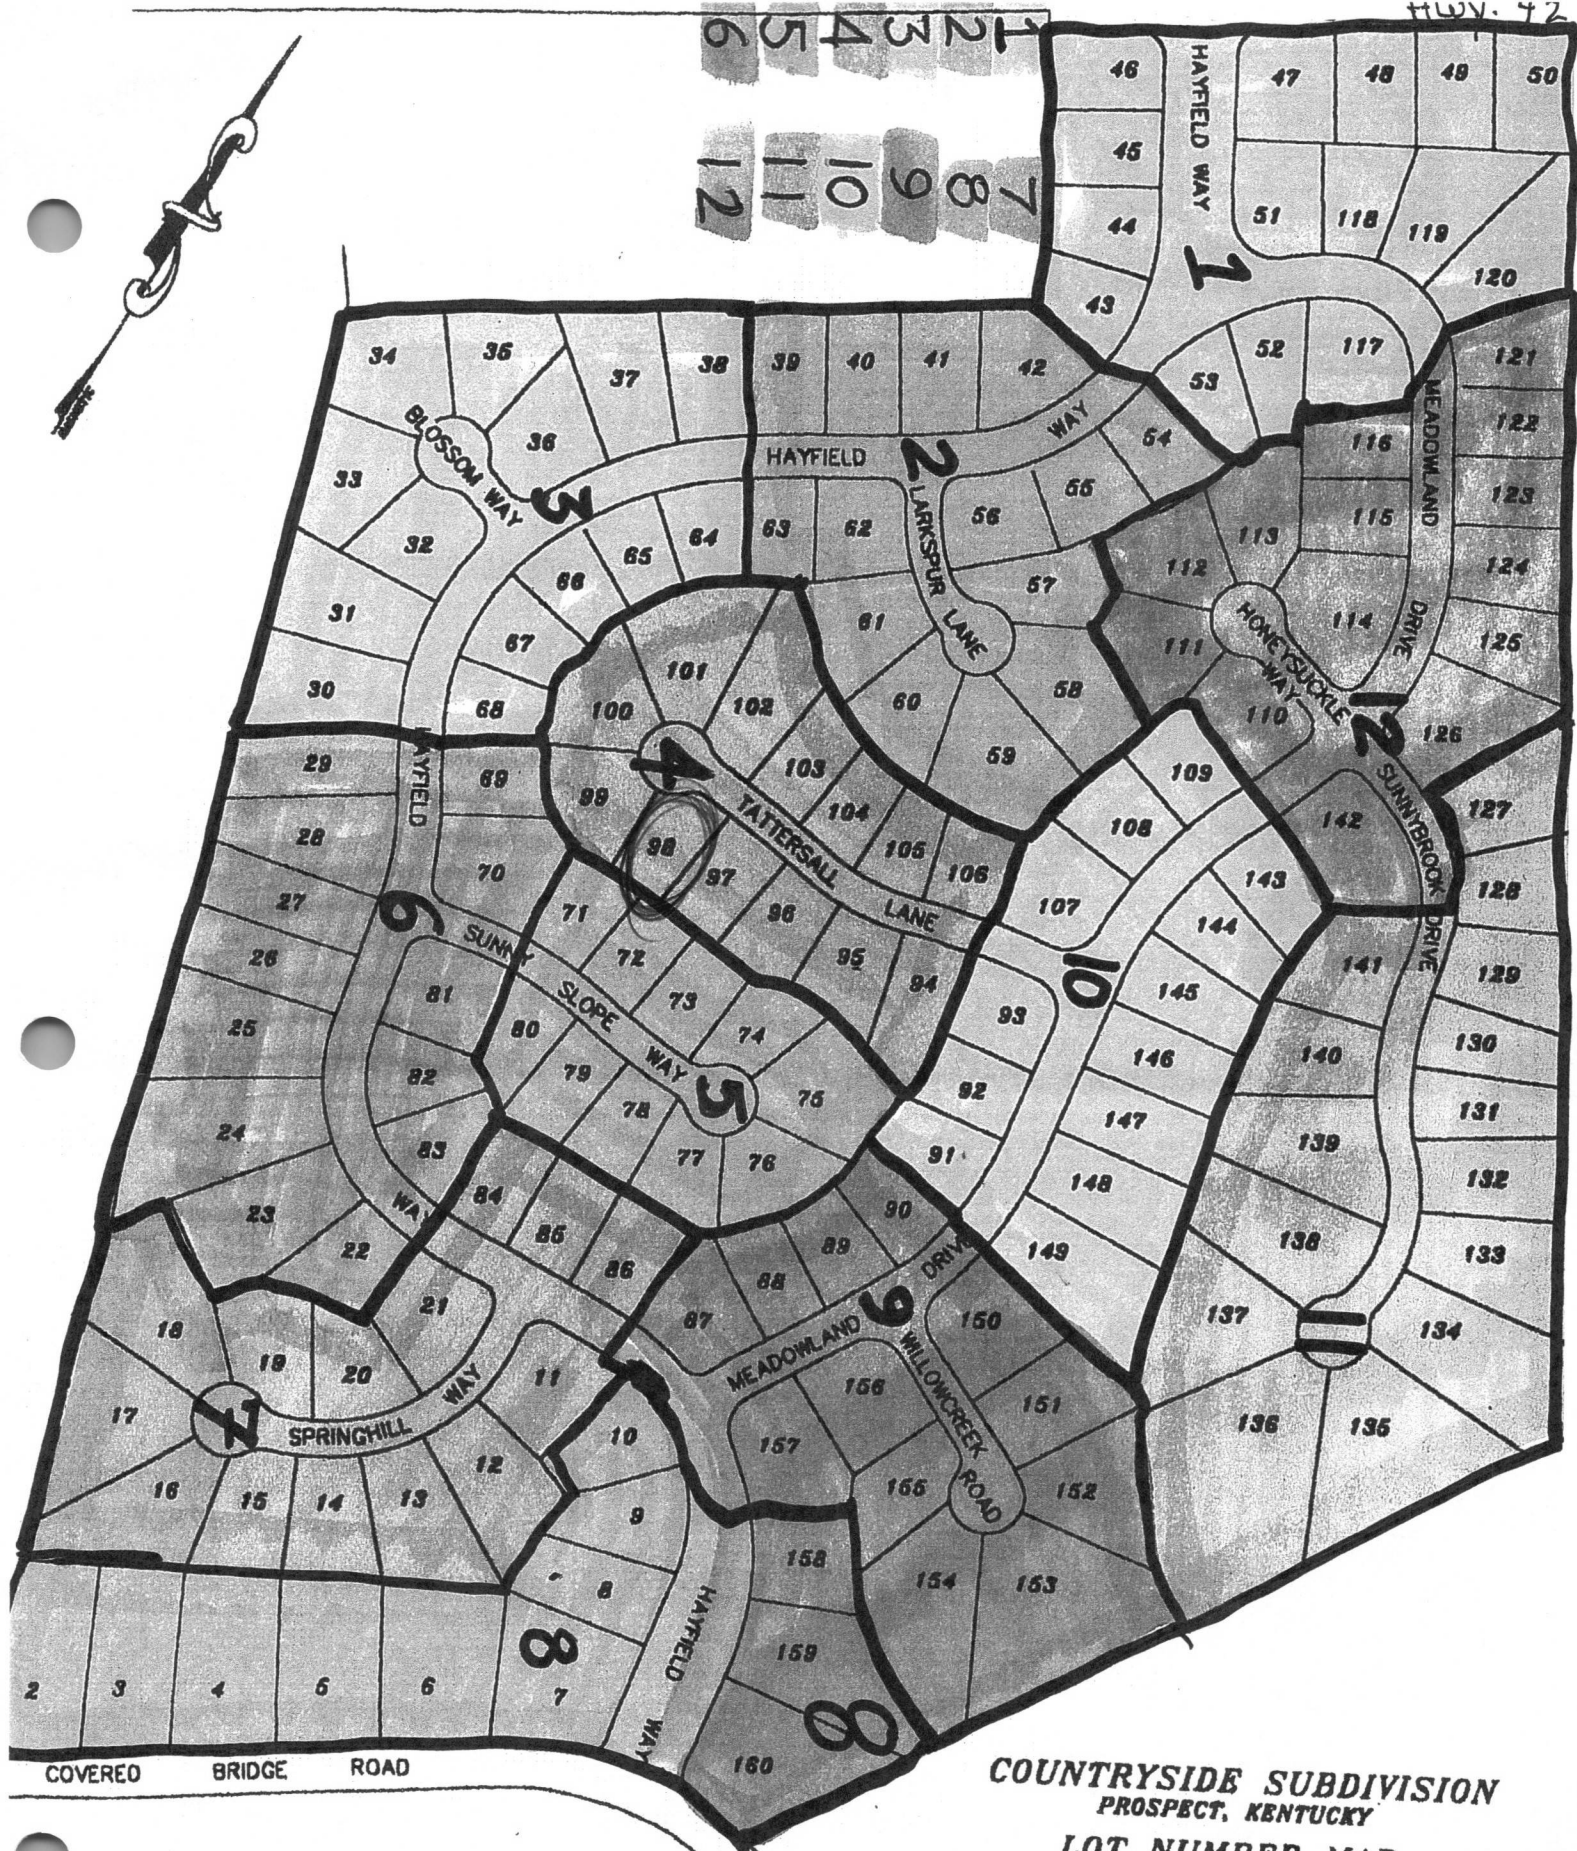 HWY. 42
1 2 3 4 5 6
7 8 9 10 11 12
46 HAYFIELD WAY 47 48 49 50
45
44 51 118 119
43 1 120
52 117
53
34 35 37 38 39 40 41 42 121
BLOSSOM WAY 36 HAYFIELD WAY 54 116 MEADOWLAND DRIVE 122
33 3 2 55 123
32 66 65 64 63 62 LARKSPUR LANE 56 113 115
112 124
31 67 61 57 HONEYSUCKLE WAY 114 125
111
30 68 101 60 58 110 126
100 102 12
29 HAYFIELD WAY 69 4 103 59 109 SUNNYBROOK DRIVE
99 TATTERSALL LANE 127
28 98 104 108 142
70 97 105 106 143 128
27 6 71 96 107 144
SUNNY SLOPE WAY
26 72 95 94 10 145 141 129
81 73
25 80 74 93 146 140 130
82 79 5 75 92 131
24 78 147 139
83 77 76 91 132
23 84 90 148
22 85 89 149 138 133
86 88 MEADOWLAND DRIVE
21 9
18 87 150 137 11 134
19 20 11 WILLOWCREEK ROAD
17 7 156 151 136 135
SPRINGHILL WAY 10 157
16 15 14 13 12 9 155 152
158
8 HAYFIELD WAY 154 153
8 159
2 3 4 5 6 7 8
160
COVERED BRIDGE ROAD
COUNTRYSIDE SUBDIVISION
PROSPECT, KENTUCKY
LOT NUMBER MAP